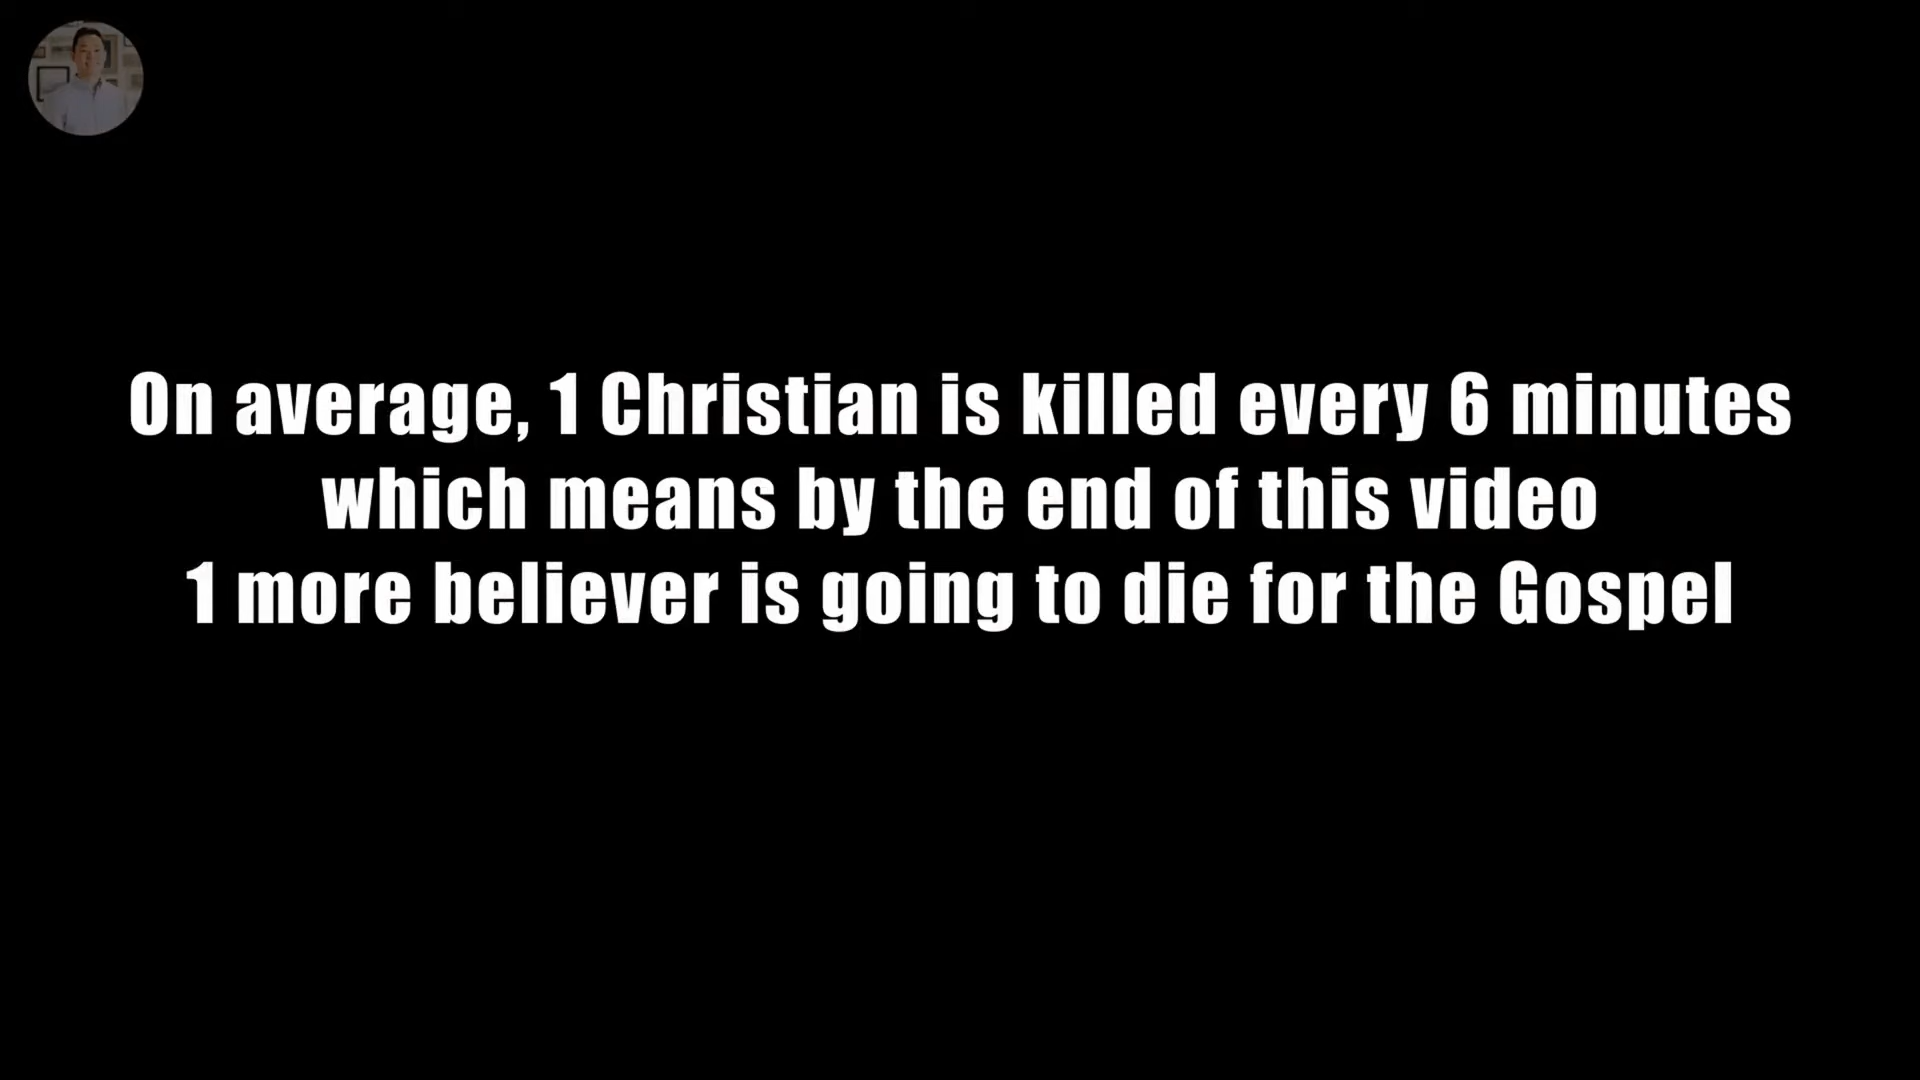 On average, 1 Christian is killed every 6 minutes
which means by the end of this video
1 more believer is going to die for the Gospel